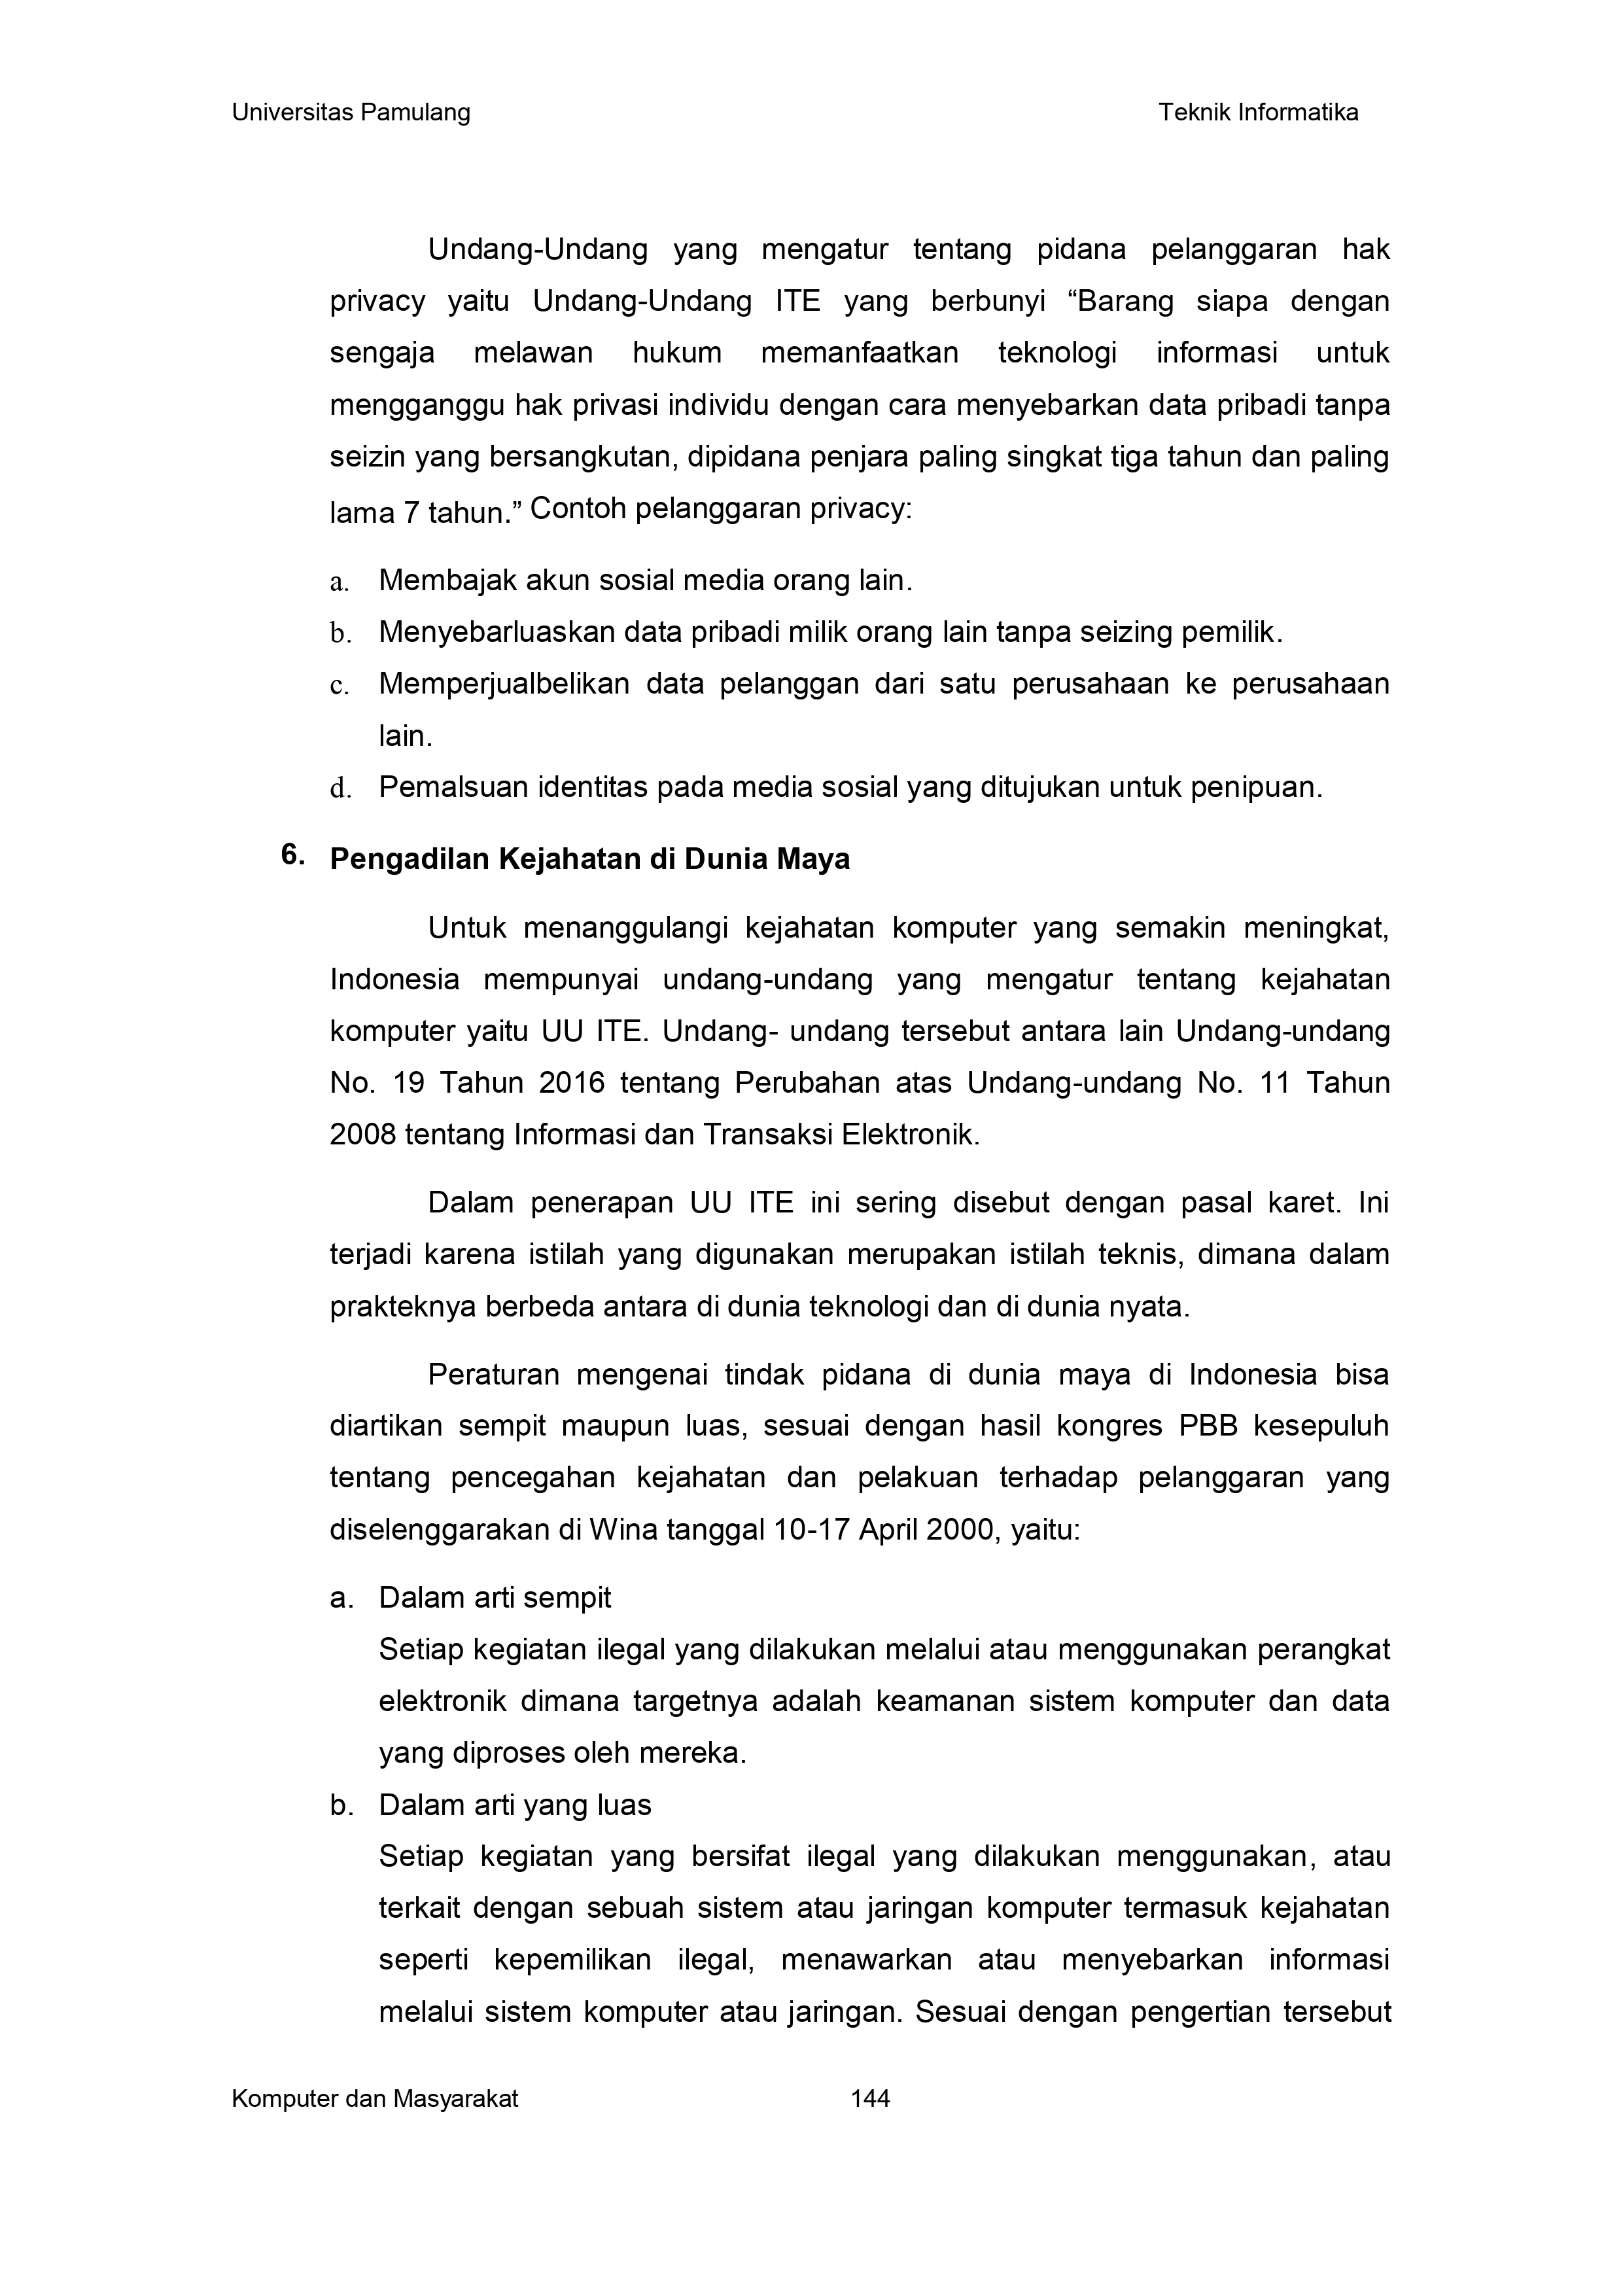 Universitas Pamulang Teknik Informatika
Undang-Undang yang mengatur tentang pidana pelanggaran hak
privacy yaitu Undang-Undang ITE yang berbunyi “Barang siapa dengan
sengaja melawan hukum memanfaatkan teknologi informasi untuk
mengganggu hak privasi individu dengan cara menyebarkan data pribadi tanpa
seizin yang bersangkutan, dipidana penjara paling singkat tiga tahun dan paling
lama 7 tahun.” Contoh pelanggaran privacy:
a. Membajak akun sosial media orang lain.
b. Menyebarluaskan data pribadi milik orang lain tanpa seizing pemilik.
c. Memperjualbelikan data pelanggan dari satu perusahaan ke perusahaan
lain.
d. Pemalsuan identitas pada media sosial yang ditujukan untuk penipuan.
6. Pengadilan Kejahatan di Dunia Maya
Untuk menanggulangi kejahatan komputer yang semakin meningkat,
Indonesia mempunyai undang-undang yang mengatur tentang kejahatan
komputer yaitu UU ITE. Undang- undang tersebut antara lain Undang-undang
No. 19 Tahun 2016 tentang Perubahan atas Undang-undang No. 11 Tahun
2008 tentang Informasi dan Transaksi Elektronik.
Dalam penerapan UU ITE ini sering disebut dengan pasal karet. Ini
terjadi karena istilah yang digunakan merupakan istilah teknis, dimana dalam
prakteknya berbeda antara di dunia teknologi dan di dunia nyata.
Peraturan mengenai tindak pidana di dunia maya di Indonesia bisa
diartikan sempit maupun luas, sesuai dengan hasil kongres PBB kesepuluh
tentang pencegahan kejahatan dan pelakuan terhadap pelanggaran yang
diselenggarakan di Wina tanggal 10-17 April 2000, yaitu:
a. Dalam arti sempit
Setiap kegiatan ilegal yang dilakukan melalui atau menggunakan perangkat
elektronik dimana targetnya adalah keamanan sistem komputer dan data
yang diproses oleh mereka.
b. Dalam arti yang luas
Setiap kegiatan yang bersifat ilegal yang dilakukan menggunakan, atau
terkait dengan sebuah sistem atau jaringan komputer termasuk kejahatan
seperti kepemilikan ilegal, menawarkan atau menyebarkan informasi
melalui sistem komputer atau jaringan. Sesuai dengan pengertian tersebut
Komputer dan Masyarakat 144